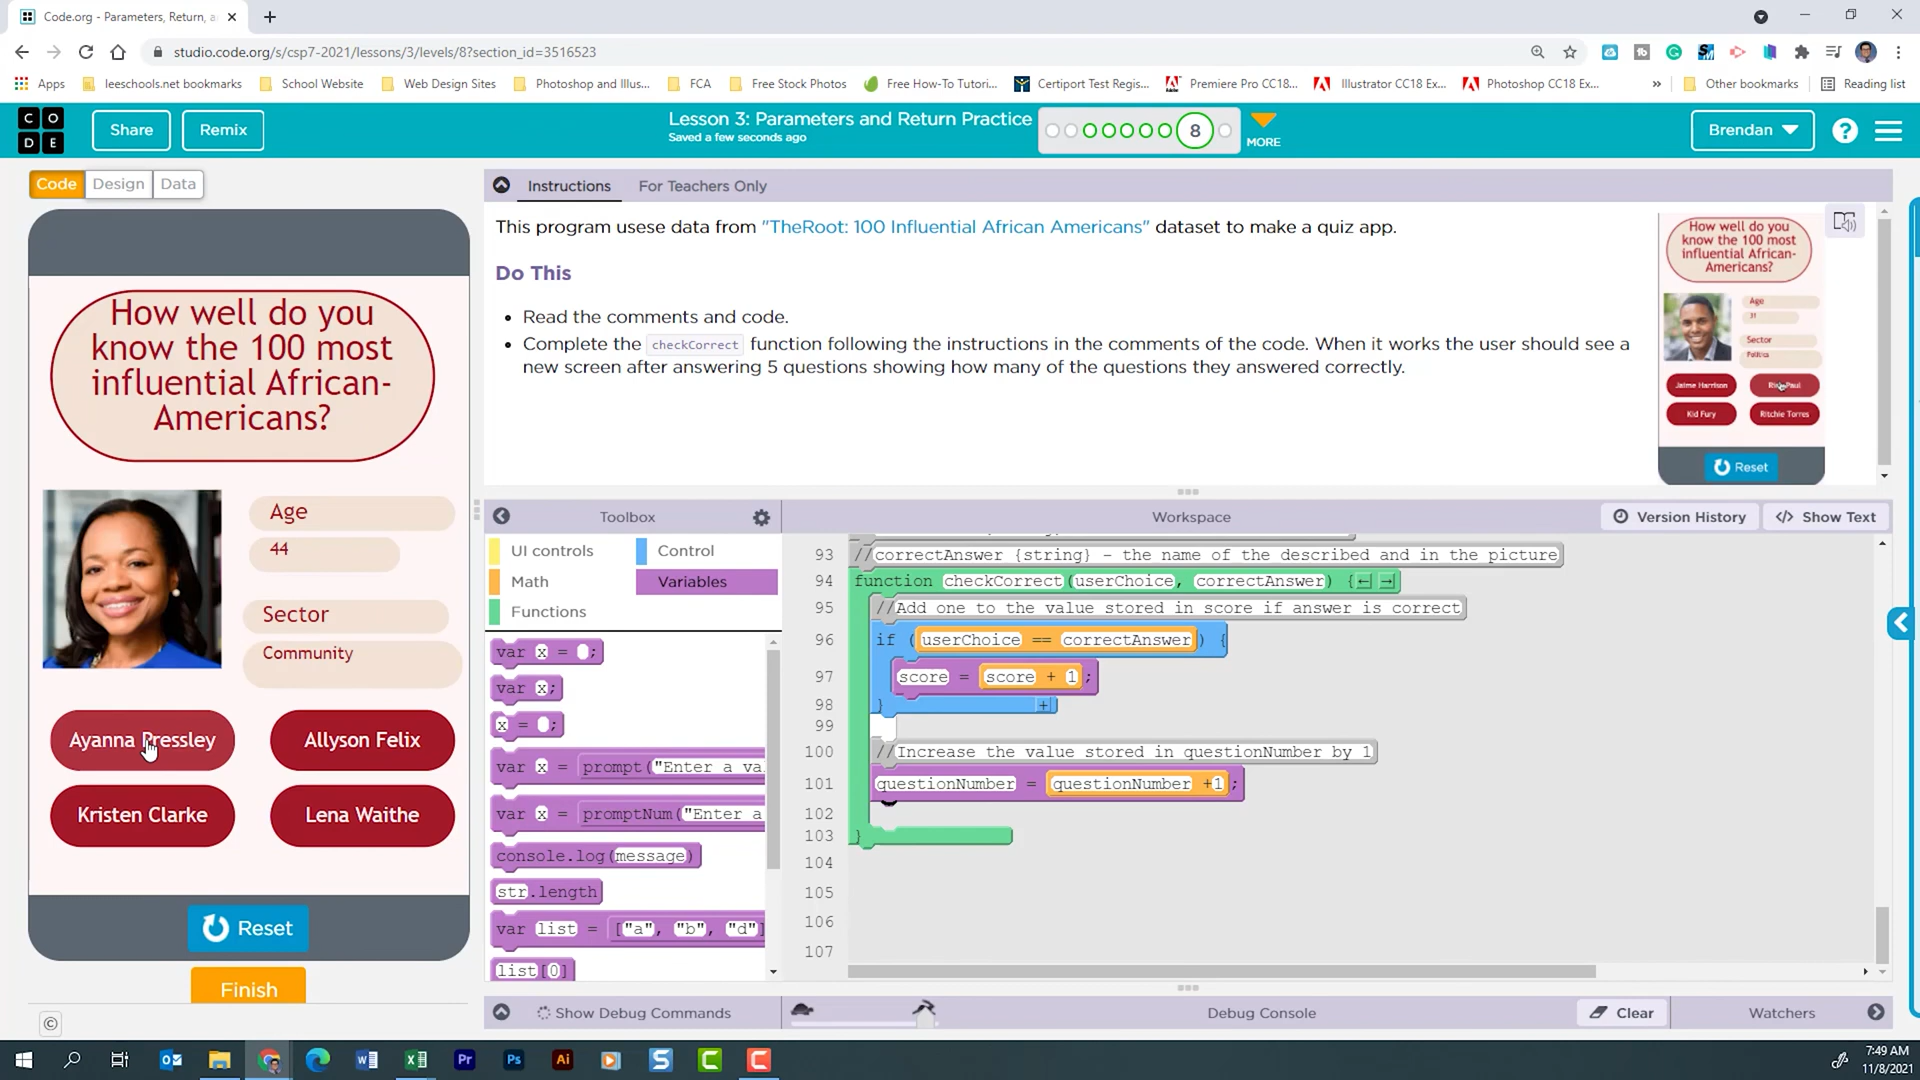 Code.org - Parameters, Return, a
studio.code.org/s/csp7-2021/lessons/3/levels/8?section_id=3516523
Apps
leeschools.net bookmarks
School Website
Web Design Sites
Photoshop and Illus...
FCA
Free Stock Photos
Free How-To Tutori...
Certiport Test Regis...
Premiere Pro CC18...
Illustrator CC18 Ex...
Photoshop CC18 Ex...
»
Other bookmarks
Reading list
CODE
Share
Remix
Lesson 3: Parameters and Return Practice
Saved a few seconds ago
8
MORE
Brendan
?
Code
Design
Data
Instructions
For Teachers Only
This program usese data from "TheRoot: 100 Influential African Americans" dataset to make a quiz app.
Do This
• Read the comments and code.
• Complete the checkCorrect function following the instructions in the comments of the code. When it works the user should see a
new screen after answering 5 questions showing how many of the questions they answered correctly.
How well do you
know the 100 most
influential African-
Americans?
Age
31
Sector
Politics
Jaime Harrison
Kid Fury
Ritchie Torres
Reset
How well do you
know the 100 most
influential African-
Americans?
Age
44
Sector
Community
Ayanna Pressley
Allyson Felix
Kristen Clarke
Lena Waithe
Reset
Finish
©
Toolbox
UI controls
Control
Math
Variables
Functions
var x = ;
var x;
x = ;
var x = prompt("Enter a va
var x = promptNum("Enter a
console.log(message)
str.length
var list = ["a", "b", "d"]
list[0]
Workspace
Version History
</> Show Text
93 //correctAnswer {string} - the name of the described and in the picture
94 function checkCorrect(userChoice, correctAnswer) {
95 //Add one to the value stored in score if answer is correct
96 if (userChoice == correctAnswer) {
97 score = score + 1;
98 } +
99
100 //Increase the value stored in questionNumber by 1
101 questionNumber = questionNumber +1;
102
103 }
104
105
106
107
Show Debug Commands
Debug Console
Clear
Watchers
7:49 AM
11/8/2021